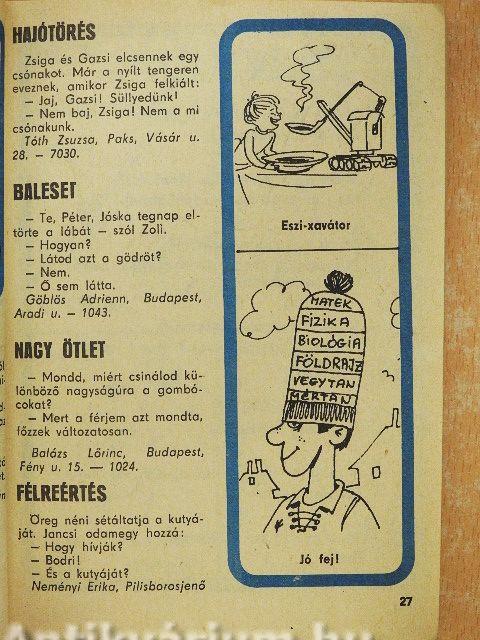 HAJÓTÖRÉS
Zsiga és Gazsi elcsennek egy
csónakot. Már a nyílt tengeren
eveznek, amikor Zsiga felkiált:
— Jaj, Gazsi! Süllyedünk!
— Nem baj, Zsiga! Nem a mi
csónakunk.
Tóth Zsuzsa, Paks, Vásár u.
28. — 7030.
BALESET
— Te, Péter, Jóska tegnap el-
törte a lábát — szól Zoli.
— Hogyan?
— Látod azt a gödröt?
— Nem.
— Ő sem látta.
Göblös Adrienn, Budapest,
Aradi u. — 1043.
NAGY ÖTLET
— Mondd, miért csinálod kü-
lönböző nagyságúra a gombó-
cokat?
— Mert a férjem azt mondta,
főzzek változatosan.
Balázs Lőrinc, Budapest,
Fény u. 15. — 1024.
FÉLREÉRTÉS
Öreg néni sétáltatja a kutyá-
ját. Jancsi odamegy hozzá:
— Hogy hívják?
— Bodri!
— És a kutyáját?
Neményi Erika, Pilisborosjenő
Eszi-xavátor
MATEK
FIZIKA
BIOLÓGIA
FÖLDRAJZ
VEGYTAN
MÉRTAN
Jó fej!
27
Antikvárium.hu